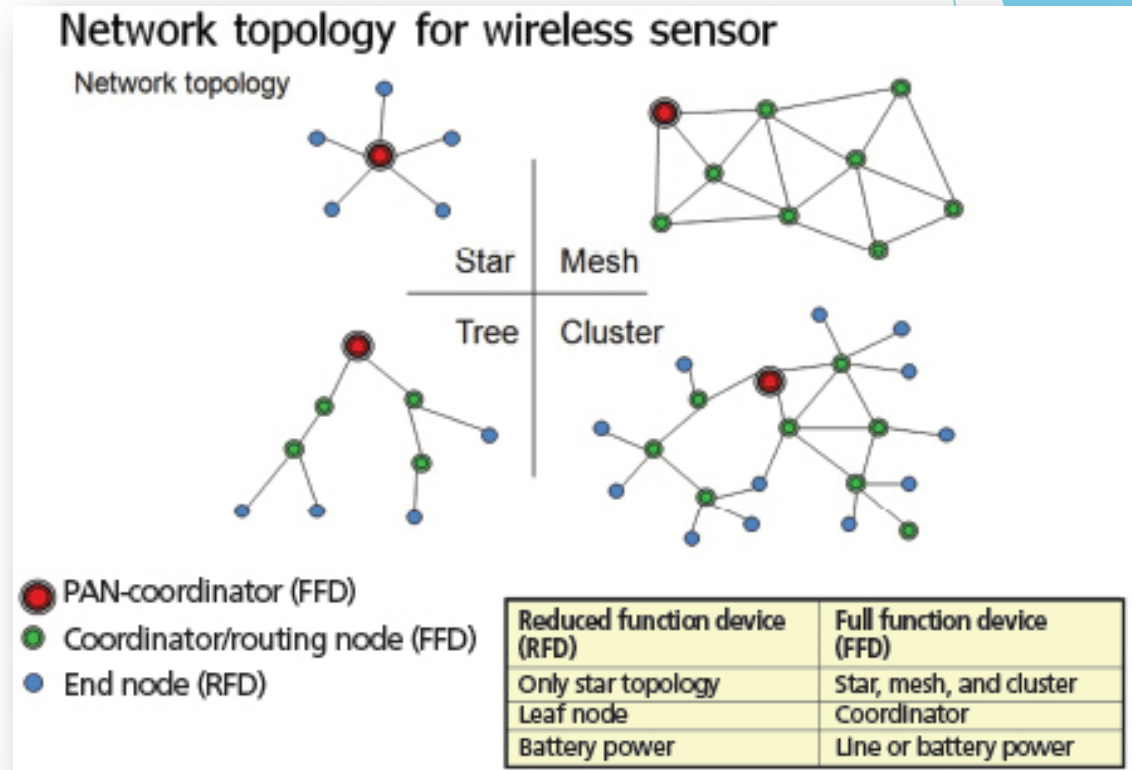 Network topology for wireless sensor
Network topology
Star
Mesh
Tree
Cluster
PAN-coordinator (FFD)
Coordinator/routing node (FFD)
End node (RFD)
Reduced function device
(RFD)
Full function device
(FFD)
Only star topology
Star, mesh, and cluster
Leaf node
Coordinator
Battery power
Line or battery power